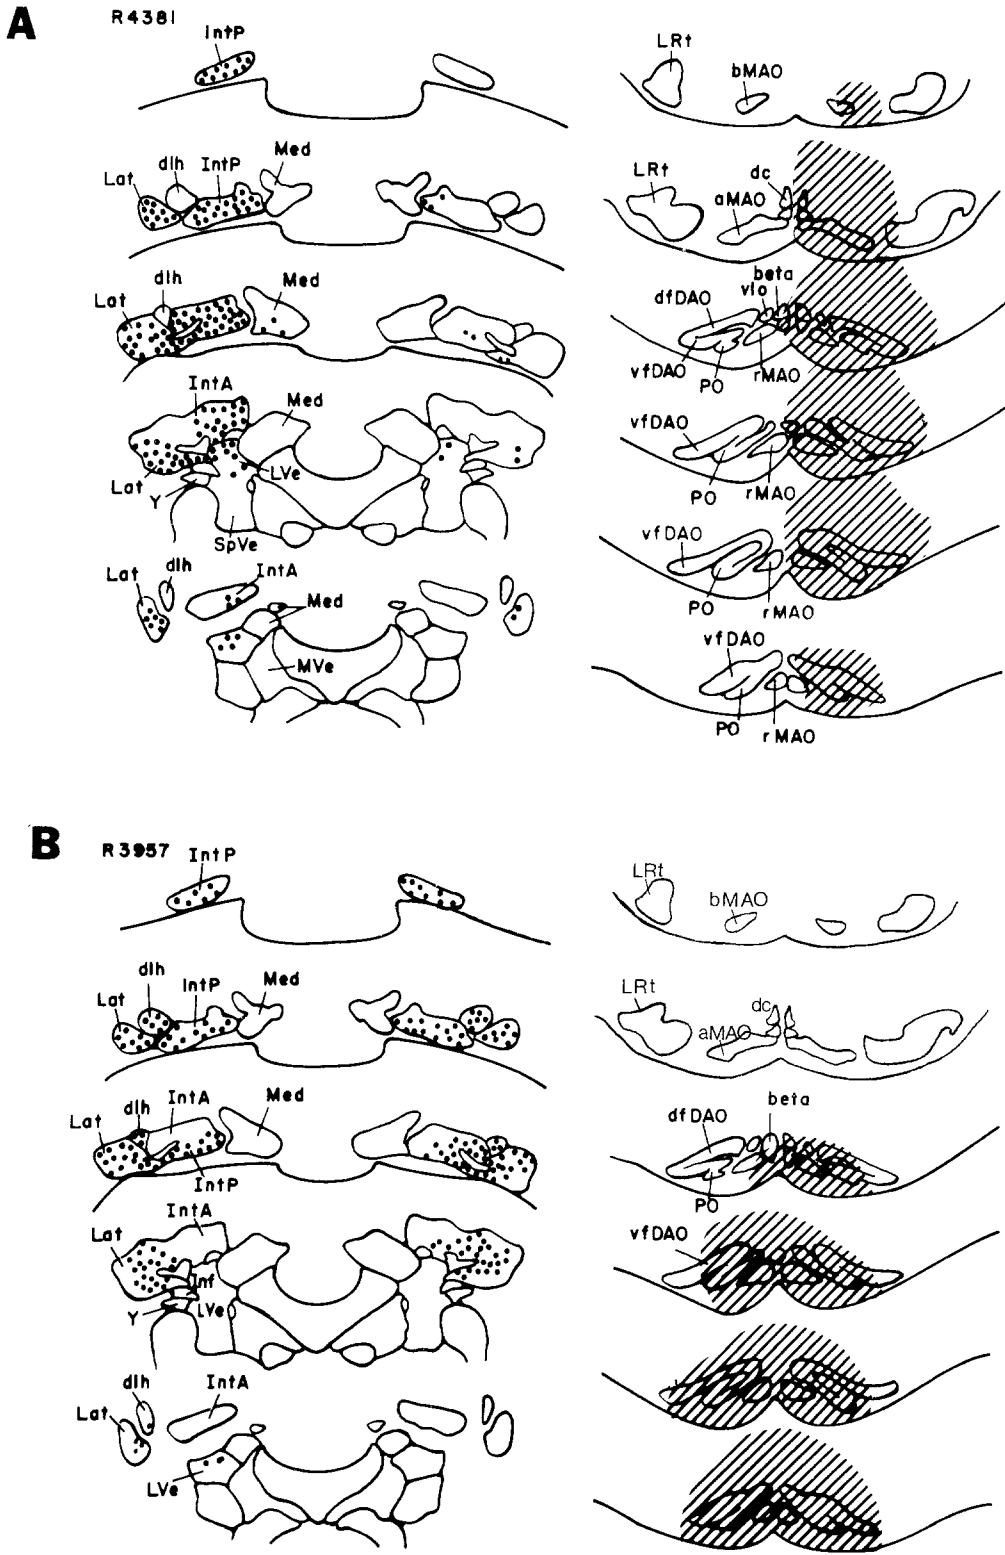 A
R4381
IntP
Lat dlh IntP Med
Lat dlh Med
IntA Med
Lat Y LVe
SpVe
Lat dlh IntA Med
MVe
LRt bMAO
LRt aMAO dc
dfDAO vlo beta
vfDAO PO rMAO
vfDAO
PO rMAO
vfDAO
PO rMAO
vfDAO
PO rMAO
B
R3957
IntP
Lat dlh IntP Med
Lat dlh IntA Med
IntP
Lat IntA
Inf
Y LVe
Lat dlh IntA
LVe
LRt bMAO
LRt aMAO dc
dfDAO beta
PO
vfDAO